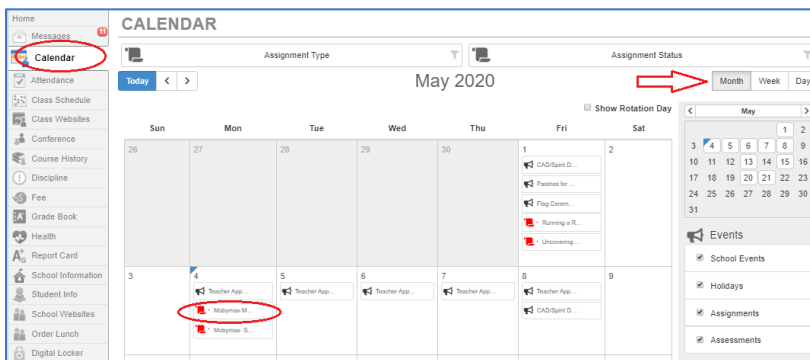 Home
Messages
11
Calendar
Attendance
Class Schedule
Class Websites
Conference
Course History
Discipline
Fee
Grade Book
Health
Report Card
School Information
Student Info
School Websites
Order Lunch
Digital Locker
CALENDAR
Assignment Type
Assignment Status
Today < >
May 2020
Month Week Day
Show Rotation Day
Sun Mon Tue Wed Thu Fri Sat
26 27 28 29 30 1 2
CAD/Spirit D...
Pastries for ...
Flag Cerem...
Running a R...
Uncovering ...
3 4 5 6 7 8 9
Teacher App... Teacher App... Teacher App... Teacher App... Teacher App...
Mobymax-M... CAD/Spirit D...
Mobymax- S...
< May >
1 2
3 4 5 6 7 8 9
10 11 12 13 14 15 16
17 18 19 20 21 22 23
24 25 26 27 28 29 30
31
Events
School Events
Holidays
Assignments
Assessments